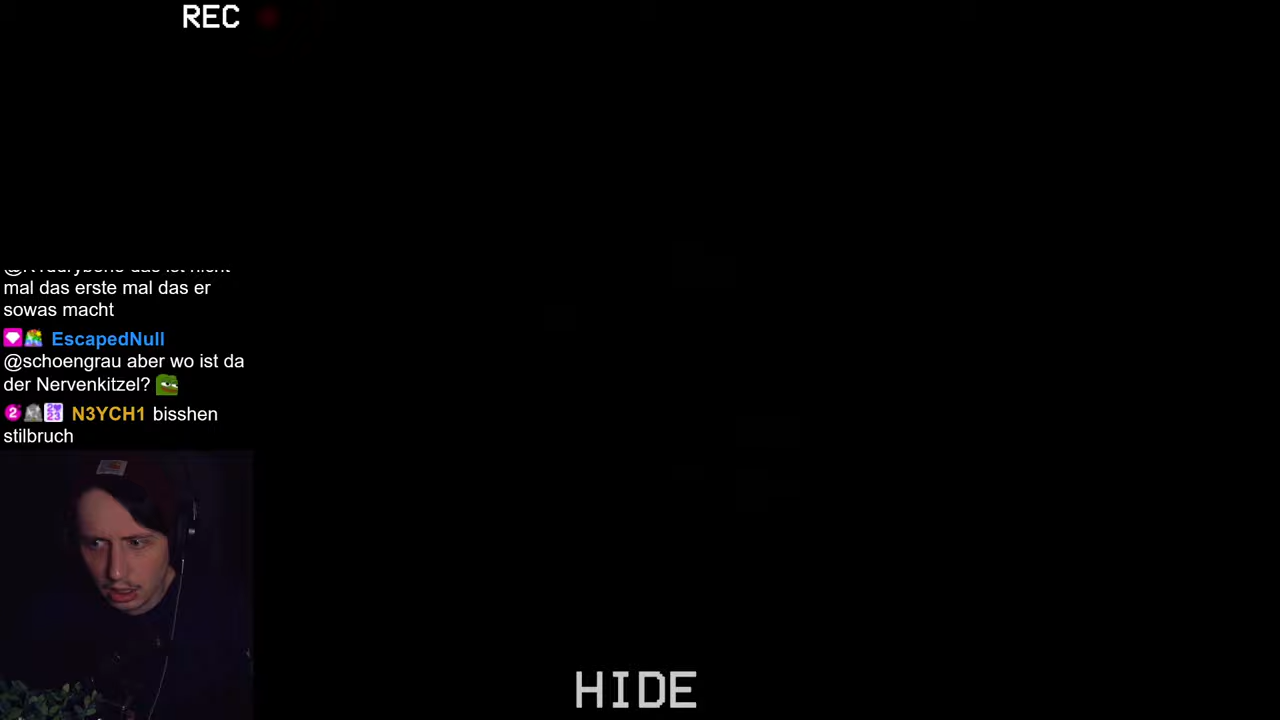 REC
mal das erste mal das er
sowas macht
EscapedNull
@schoengrau aber wo ist da
der Nervenkitzel?
N3YCH1 bisshen
stilbruch
HIDE